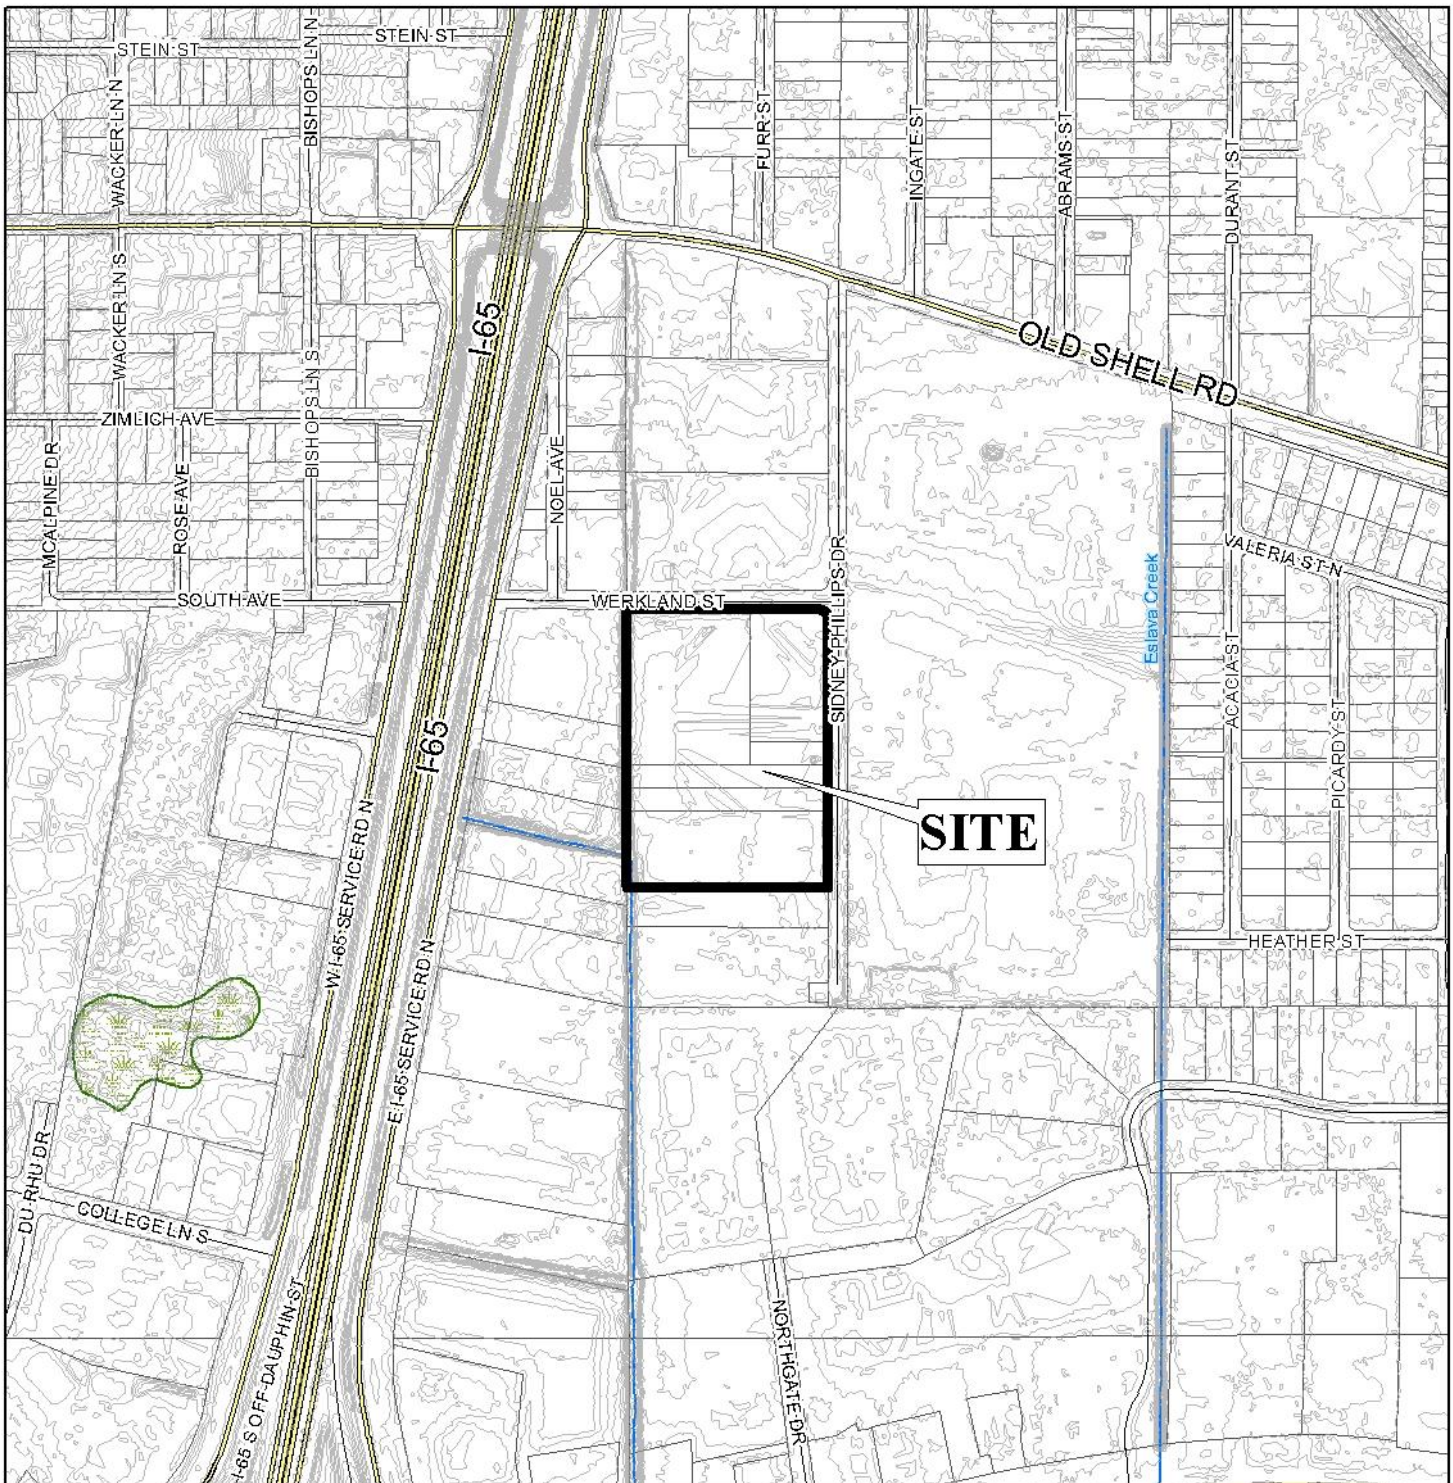 STEIN ST
STEIN ST
WACKER LN N
BISHOPS LN N
FURR ST
INGATE ST
ABRAMS ST
DURANT ST
WACKER LN S
I-65
OLD SHELL RD
BISHOPS LN S
ZIMLICH AVE
MCALPINE DR
ROSE AVE
NOEL AVE
VALERIA ST N
SOUTH AVE
WERKLAND ST
SIDNEY PHILLIPS DR
Eslava Creek
ACACIA ST
PICARDY ST
I-65
SITE
W I-65 SERVICE RD N
E I-65 SERVICE RD N
HEATHER ST
DU RHU DR
COLLEGE LN S
I-65 S OFF DAUPHIN ST
NORTHGATE DR